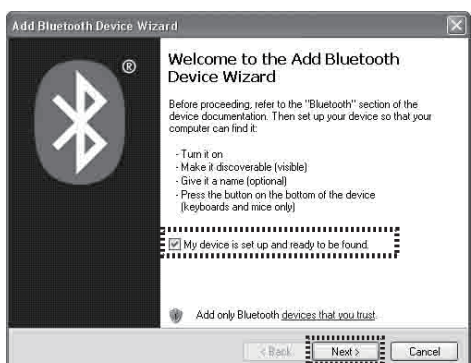 Add Bluetooth Device Wizard
®
Welcome to the Add Bluetooth
Device Wizard
Before proceeding, refer to the "Bluetooth" section of the
device documentation. Then set up your device so that your
computer can find it:
- Turn it on
- Make it discoverable (visible)
- Give it a name (optional)
- Press the button on the bottom of the device
(keyboards and mice only)
My device is set up and ready to be found.
Add only Bluetooth devices that you trust.
< Back Next > Cancel